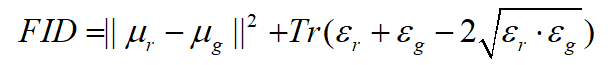 FID =|| μ_r − μ_g ||² +Tr(ε_r + ε_g − 2√(ε_r · ε_g))